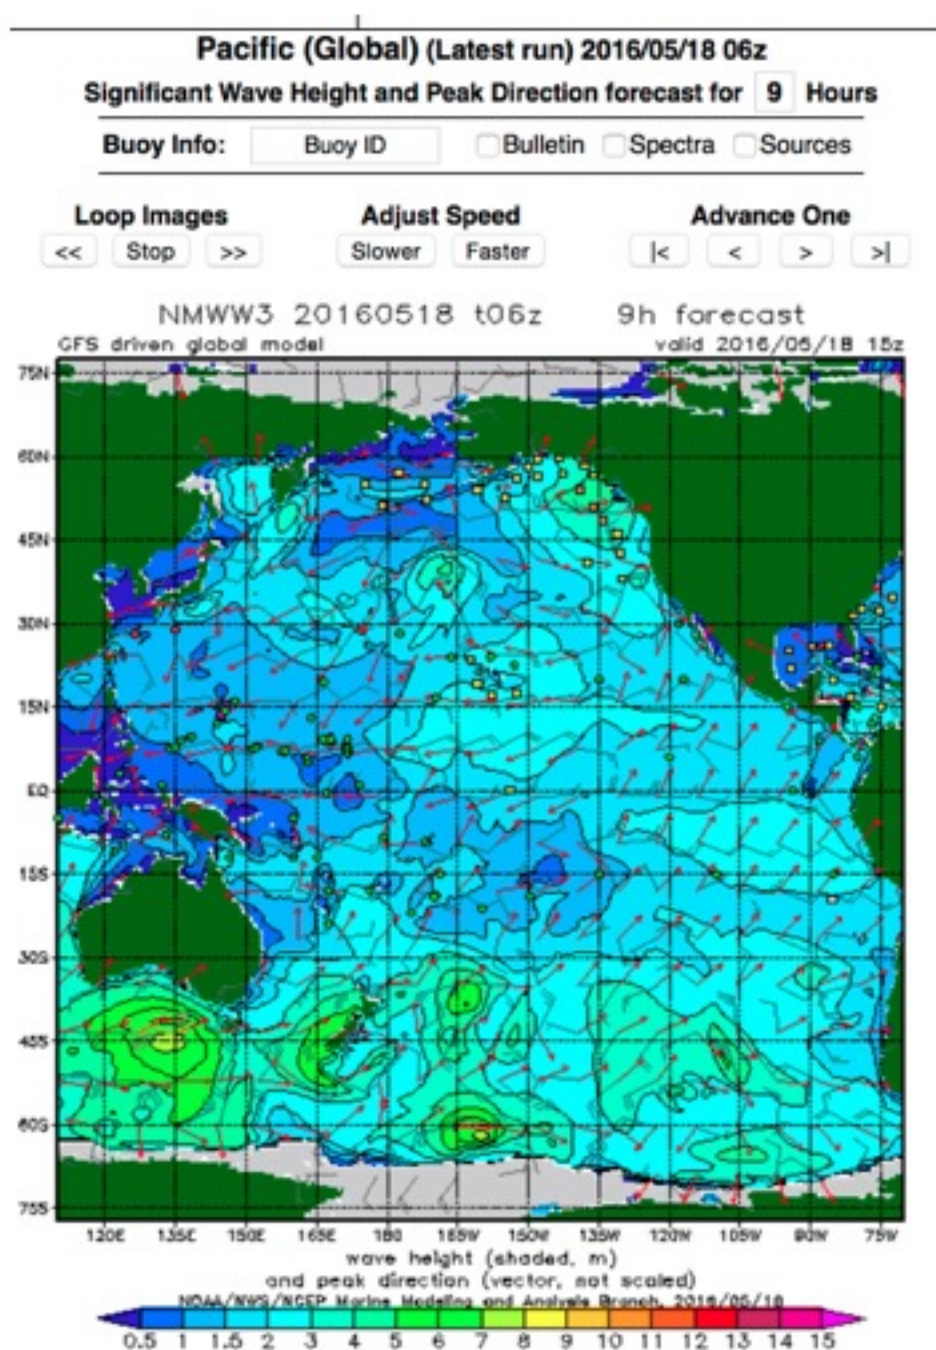 Pacific (Global) (Latest run) 2016/05/18 06z
Significant Wave Height and Peak Direction forecast for 9 Hours
Buoy Info: Buoy ID Bulletin Spectra Sources
Loop Images Adjust Speed Advance One
<< Stop >> Slower Faster |< < > >|
NMWW3 20160518 t06z 9h forecast
GFS driven global model valid 2016/05/18 15z
75N
60N
45N
30N
15N
EQ
15S
30S
45S
60S
75S
120E 135E 150E 165E 180 165W 150W 135W 120W 105W 90W 75W
wave height (shaded, m)
and peak direction (vector, not scaled)
NOAA/NWS/NCEP Marine Modeling and Analysis Branch, 2016/05/18
0.5 1 1.5 2 3 4 5 6 7 8 9 10 11 12 13 14 15